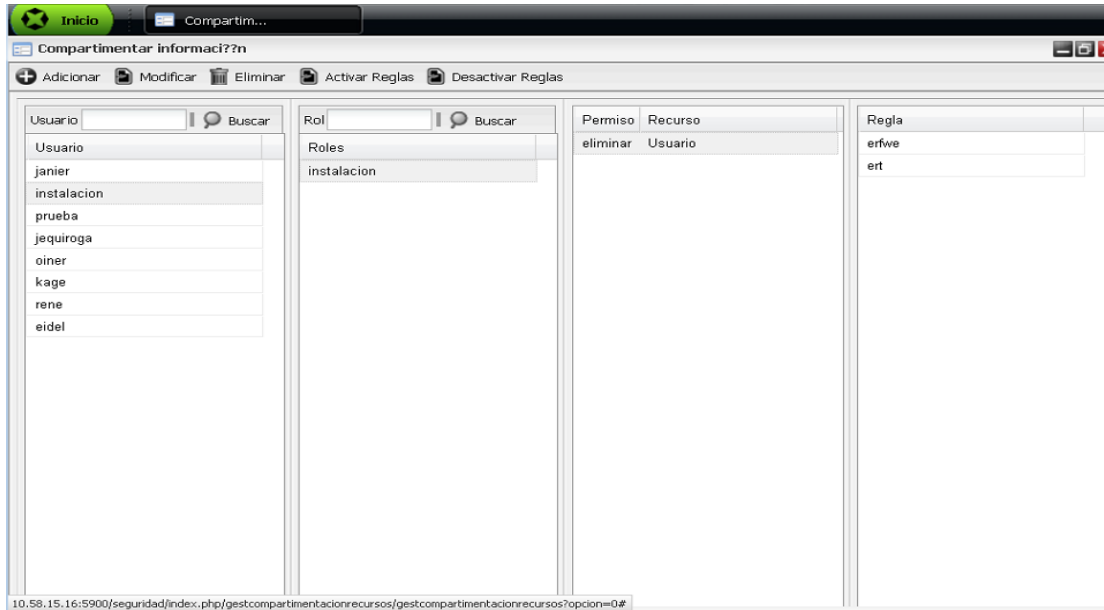 Inicio
Compartim...
Compartimentar informaci??n
Adicionar Modificar Eliminar Activar Reglas Desactivar Reglas
Usuario Buscar
Usuario
janier
instalacion
prueba
jequiroga
oiner
kage
rene
eidel
Rol Buscar
Roles
instalacion
Permiso Recurso
eliminar Usuario
Regla
erfwe
ert
10.58.15.16:5900/seguridad/index.php/gestcompartimentacionrecursos/gestcompartimentacionrecursos?opcion=0#